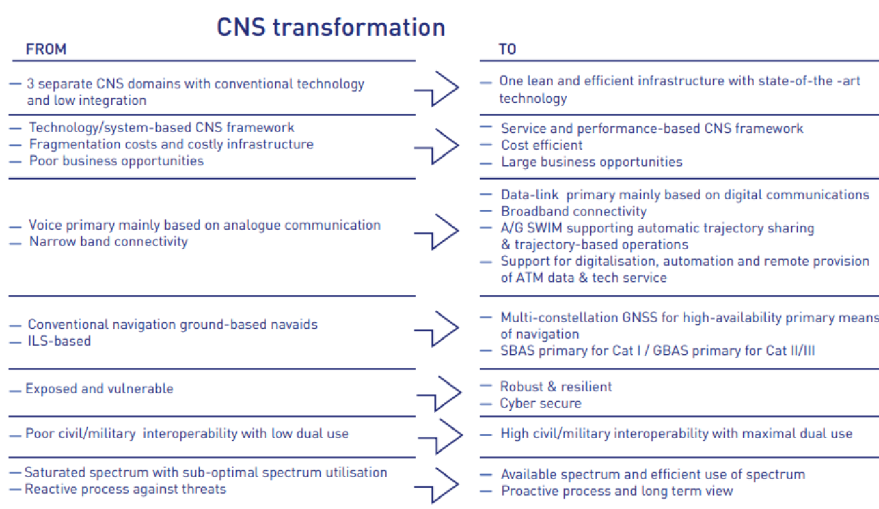 CNS transformation
FROM
TO
— 3 separate CNS domains with conventional technology
and low integration
— One lean and efficient infrastructure with state-of-the -art
technology
— Technology/system-based CNS framework
— Fragmentation costs and costly infrastructure
— Poor business opportunities
— Service and performance-based CNS framework
— Cost efficient
— Large business opportunities
— Voice primary mainly based on analogue communication
— Narrow band connectivity
— Data-link primary mainly based on digital communications
— Broadband connectivity
— A/G SWIM supporting automatic trajectory sharing
& trajectory-based operations
— Support for digitalisation, automation and remote provision
of ATM data & tech service
— Conventional navigation ground-based navaids
— ILS-based
— Multi-constellation GNSS for high-availability primary means
of navigation
— SBAS primary for Cat I / GBAS primary for Cat II/III
— Exposed and vulnerable
— Robust & resilient
— Cyber secure
— Poor civil/military interoperability with low dual use
— High civil/military interoperability with maximal dual use
— Saturated spectrum with sub-optimal spectrum utilisation
— Reactive process against threats
— Available spectrum and efficient use of spectrum
— Proactive process and long term view